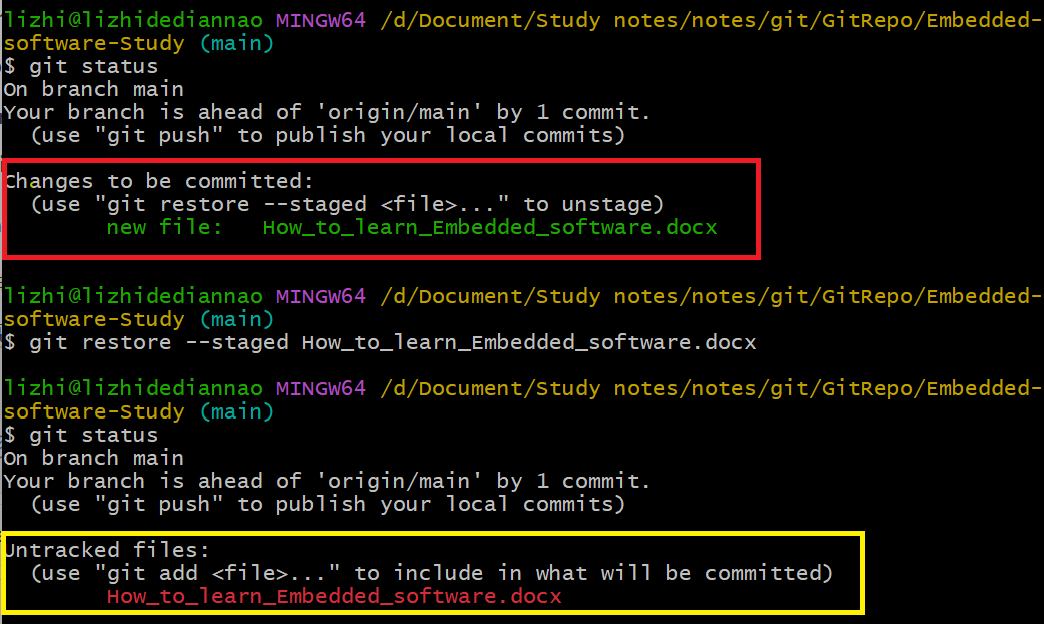 lizhi@lizhidediannao MINGW64 /d/Document/Study notes/notes/git/GitRepo/Embedded-
software-Study (main)
$ git status
On branch main
Your branch is ahead of 'origin/main' by 1 commit.
  (use "git push" to publish your local commits)
Changes to be committed:
  (use "git restore --staged <file>..." to unstage)
        new file:   How_to_learn_Embedded_software.docx
lizhi@lizhidediannao MINGW64 /d/Document/Study notes/notes/git/GitRepo/Embedded-
software-Study (main)
$ git restore --staged How_to_learn_Embedded_software.docx
lizhi@lizhidediannao MINGW64 /d/Document/Study notes/notes/git/GitRepo/Embedded-
software-Study (main)
$ git status
On branch main
Your branch is ahead of 'origin/main' by 1 commit.
  (use "git push" to publish your local commits)
Untracked files:
  (use "git add <file>..." to include in what will be committed)
        How_to_learn_Embedded_software.docx